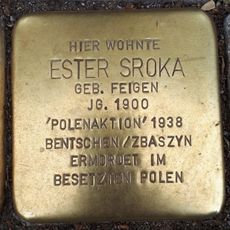 HIER WOHNTE
ESTER SROKA
GEB. FEIGEN
JG. 1900
'POLENAKTION' 1938
BENTSCHEN/ZBASZYN
ERMORDET IM
BESETZTEN POLEN